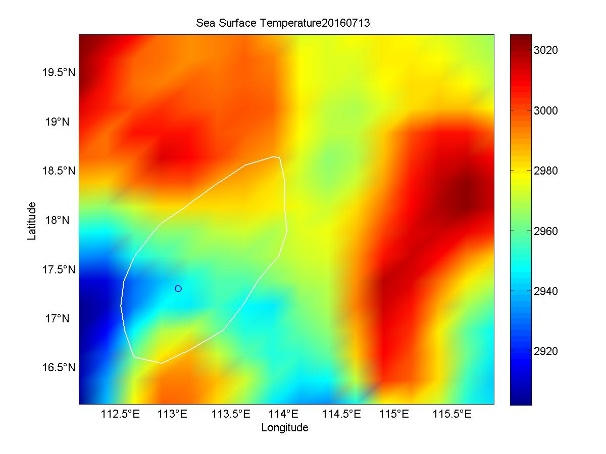 Sea Surface Temperature20160713
19.5°N
19°N
18.5°N
18°N
17.5°N
17°N
16.5°N
Latitude
112.5°E 113°E 113.5°E 114°E 114.5°E 115°E 115.5°E
Longitude
3020
3000
2980
2960
2940
2920